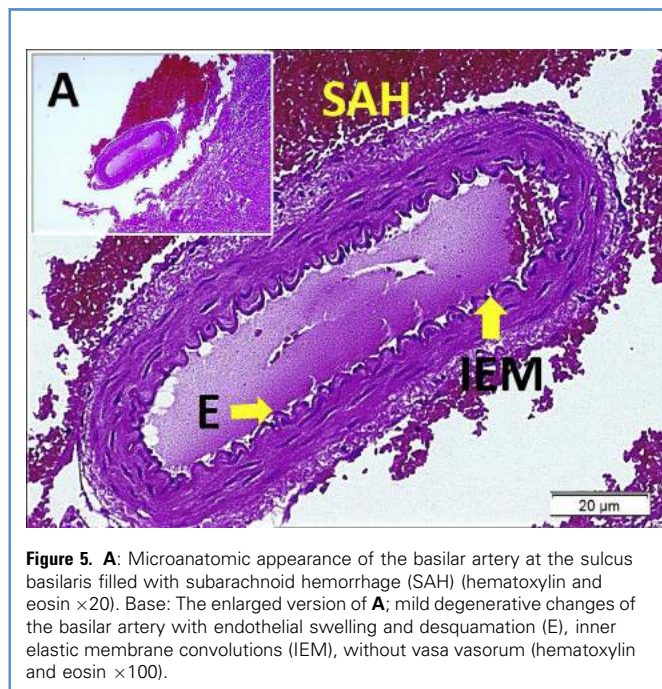 A
SAH
IEM
E
20 µm
Figure 5. A: Microanatomic appearance of the basilar artery at the sulcus
basilaris filled with subarachnoid hemorrhage (SAH) (hematoxylin and
eosin ×20). Base: The enlarged version of A; mild degenerative changes of
the basilar artery with endothelial swelling and desquamation (E), inner
elastic membrane convolutions (IEM), without vasa vasorum (hematoxylin
and eosin ×100).